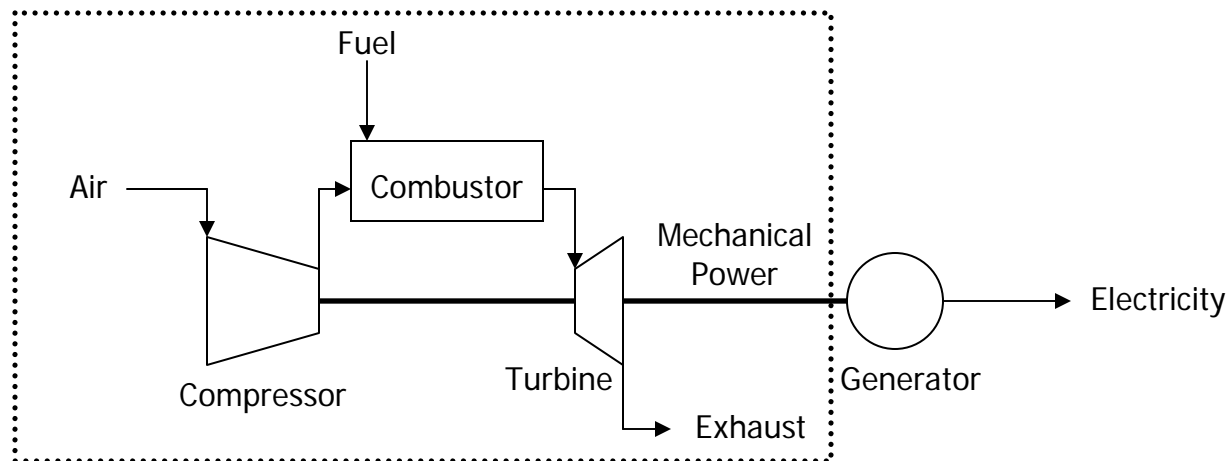 Fuel
Air
Combustor
Mechanical
Power
Electricity
Compressor
Turbine
Generator
Exhaust